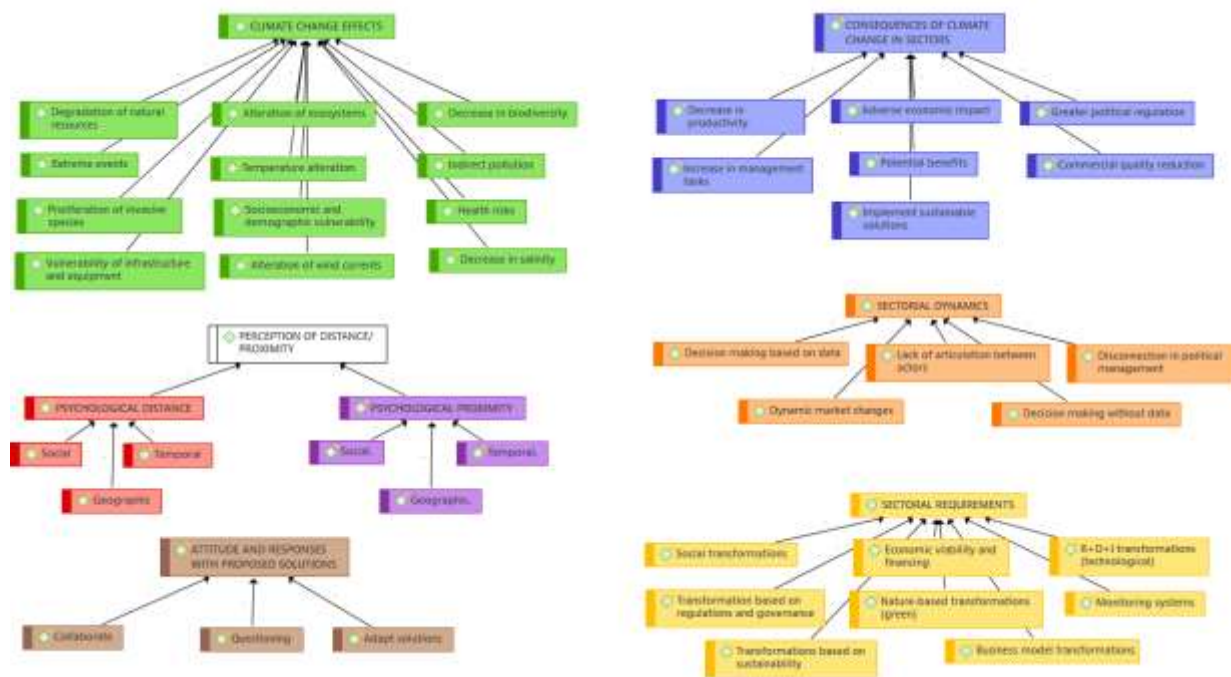 CLIMATE CHANGE EFFECTS
Degradation of natural
resources
Alteration of ecosystems
Decrease in biodiversity
Extreme events
Temperature alteration
Indirect pollution
Proliferation of invasive
species
Socioeconomic and
demographic vulnerability
Health risks
Vulnerability of infrastructure
and equipment
Alteration of wind currents
Decrease in salinity
PERCEPTION OF DISTANCE/
PROXIMITY
PSYCHOLOGICAL DISTANCE
PSYCHOLOGICAL PROXIMITY
Social
Temporal
Geographic
Social.
Temporal.
Geographic.
ATTITUDE AND RESPONSES
WITH PROPOSED SOLUTIONS
Collaborate
Questioning
Adapt solutions
CONSEQUENCES OF CLIMATE
CHANGE IN SECTORS
Decrease in
productivity
Adverse economic impact
Greater political regulation
Increase in management
tasks
Potential benefits
Commercial quality reduction
Implement sustainable
solutions
SECTORIAL DYNAMICS
Decision making based on data
Lack of articulation between
actors
Disconnection in political
management
Dynamic market changes
Decision making without data
SECTORAL REQUIREMENTS
Social transformations
Economic viability and
financing
R+D+I transformations
(technological)
Transformation based on
regulations and governance
Nature-based transformations
(green)
Monitoring systems
Transformations based on
sustainability
Business model transformations